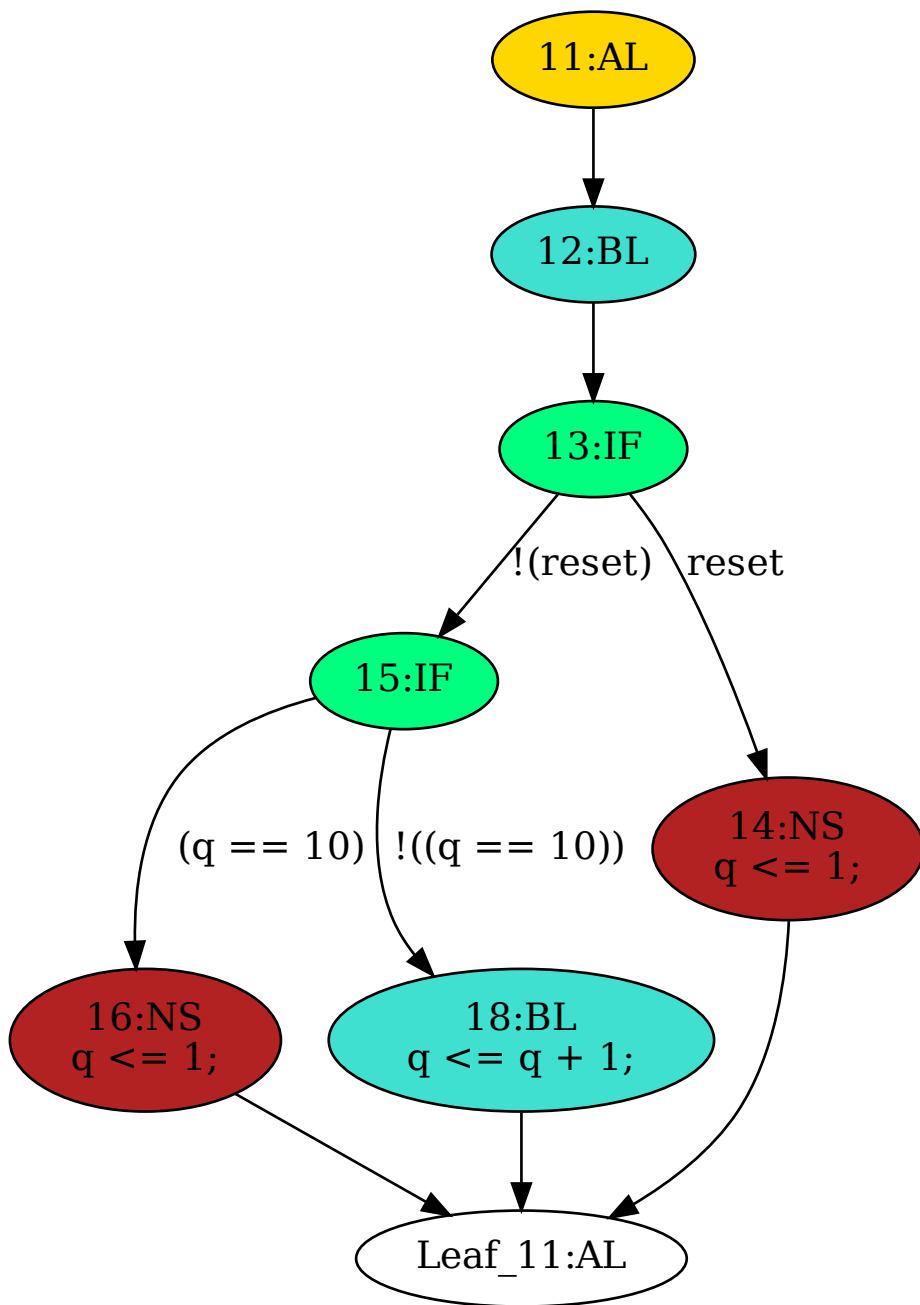 11:AL
12:BL
13:IF
!(reset)
reset
15:IF
(q == 10)
!((q == 10))
14:NS
q <= 1;
16:NS
q <= 1;
18:BL
q <= q + 1;
Leaf_11:AL